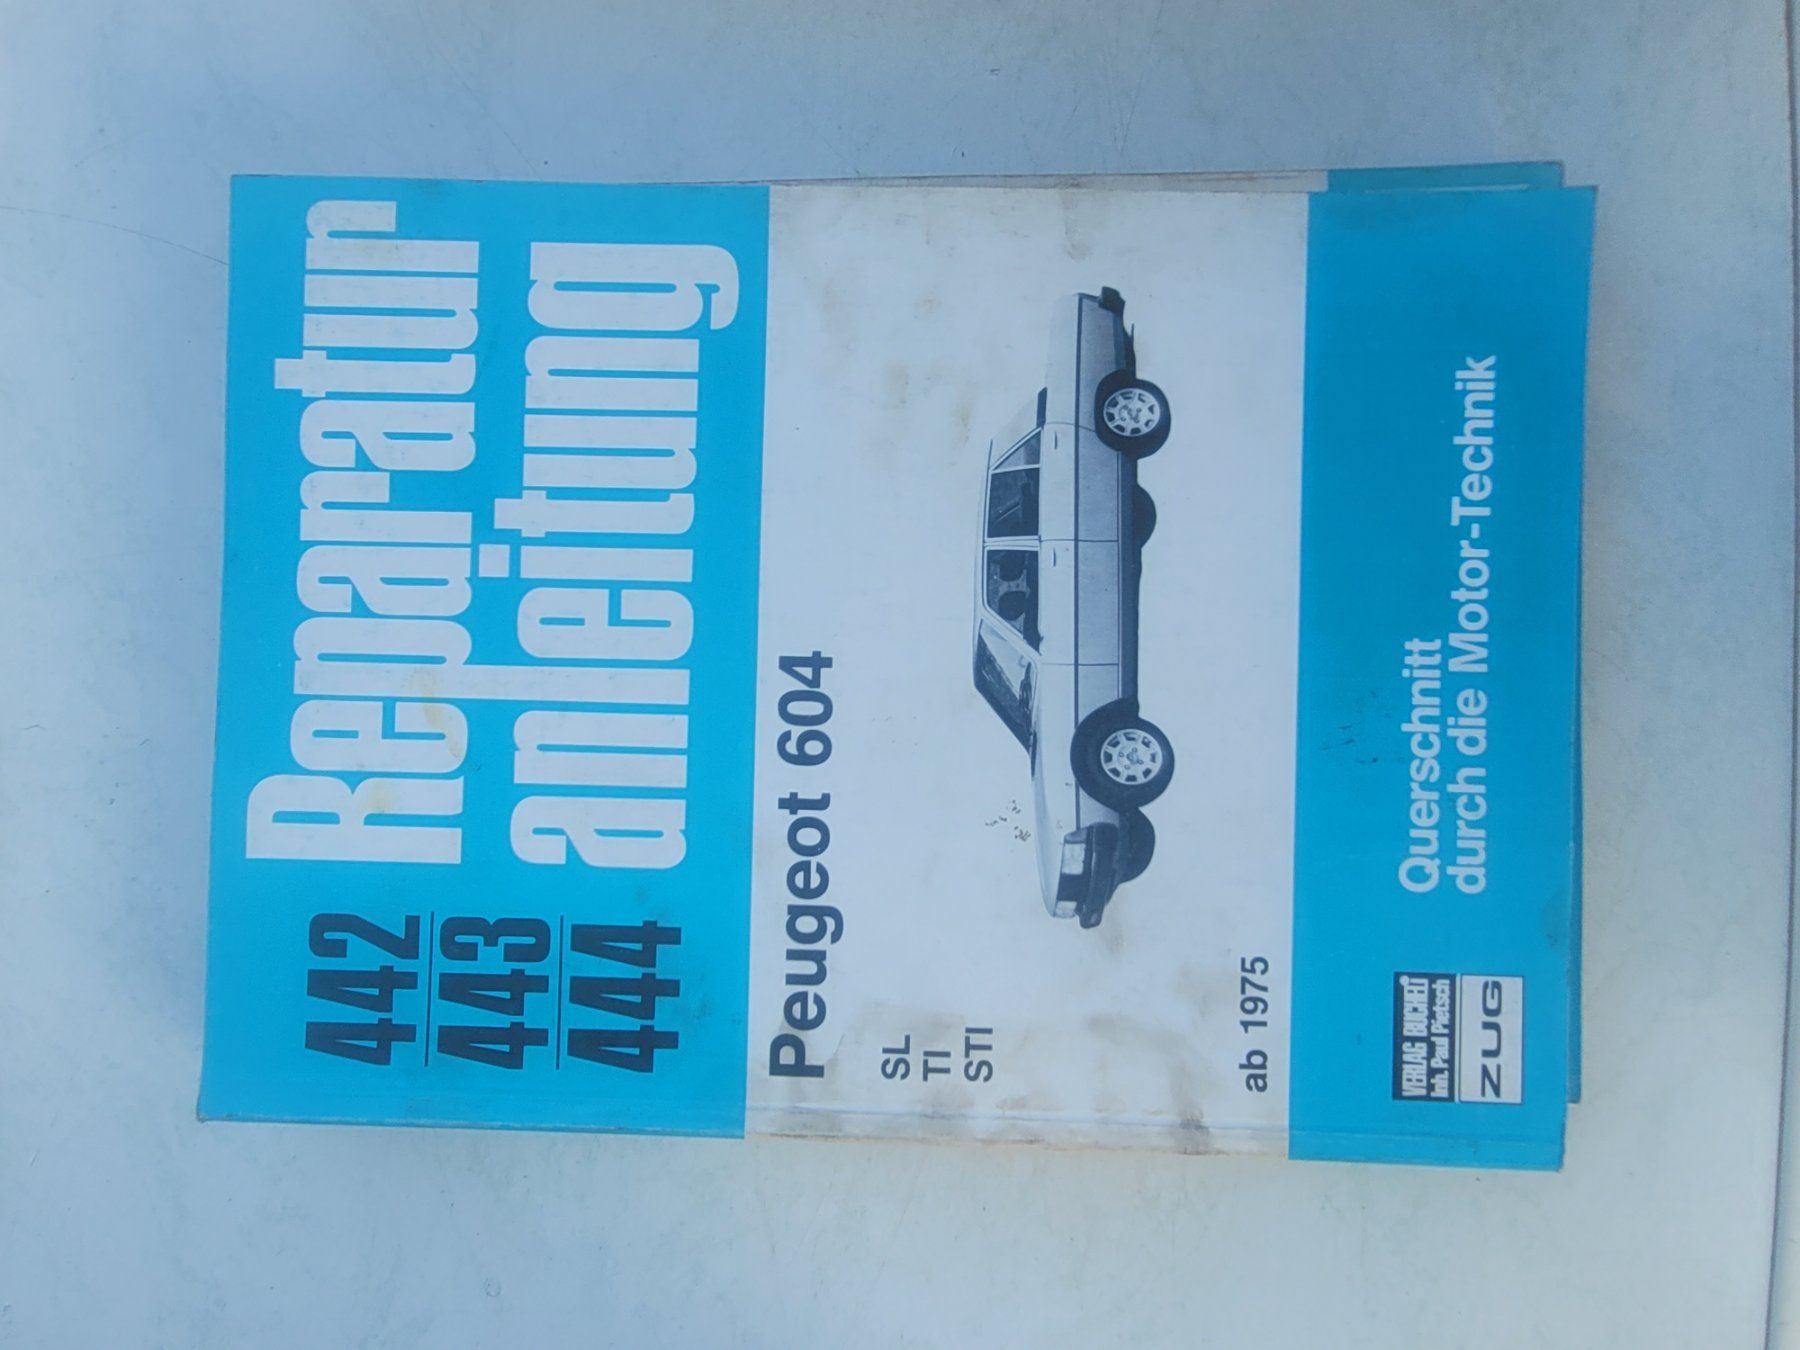 442
443
444
Reparatur
anleitung
Peugeot 604
SL
TI
STI
ab 1975
Querschnitt
durch die Motor-Technik
VERLAG BUCHELI
Inh. Paul Pietsch
ZUG